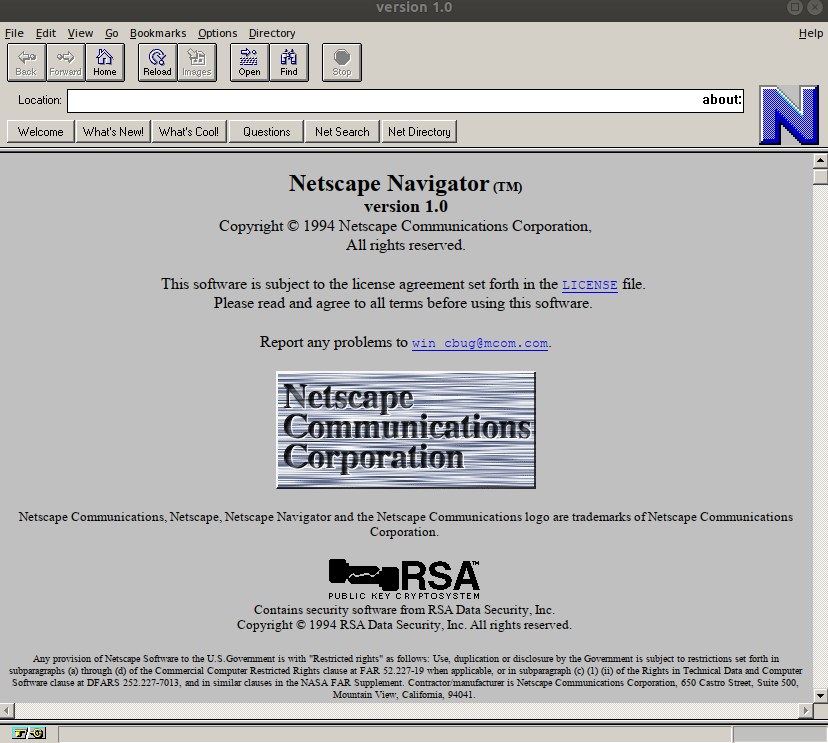 version 1.0
File Edit View Go Bookmarks Options Directory Help
Back Forward Home Reload Images Open Find Stop
Location: about:
N
Welcome What's New! What's Cool! Questions Net Search Net Directory
Netscape Navigator (TM)
version 1.0
Copyright © 1994 Netscape Communications Corporation,
All rights reserved.
This software is subject to the license agreement set forth in the LICENSE file.
Please read and agree to all terms before using this software.
Report any problems to win_cbug@mcom.com.
Netscape
Communications
Corporation
Netscape Communications, Netscape, Netscape Navigator and the Netscape Communications logo are trademarks of Netscape Communications
Corporation.
RSA™
PUBLIC KEY CRYPTOSYSTEM
Contains security software from RSA Data Security, Inc.
Copyright © 1994 RSA Data Security, Inc. All rights reserved.
Any provision of Netscape Software to the U.S.Government is with "Restricted rights" as follows: Use, duplication or disclosure by the Government is subject to restrictions set forth in
subparagraphs (a) through (d) of the Commercial Computer Restricted Rights clause at FAR 52.227-19 when applicable, or in subparagraph (c) (1) (ii) of the Rights in Technical Data and Computer
Software clause at DFARS 252.227-7013, and in similar clauses in the NASA FAR Supplement. Contractor/manufacturer is Netscape Communications Corporation, 650 Castro Street, Suite 500,
Mountain View, California, 94041.